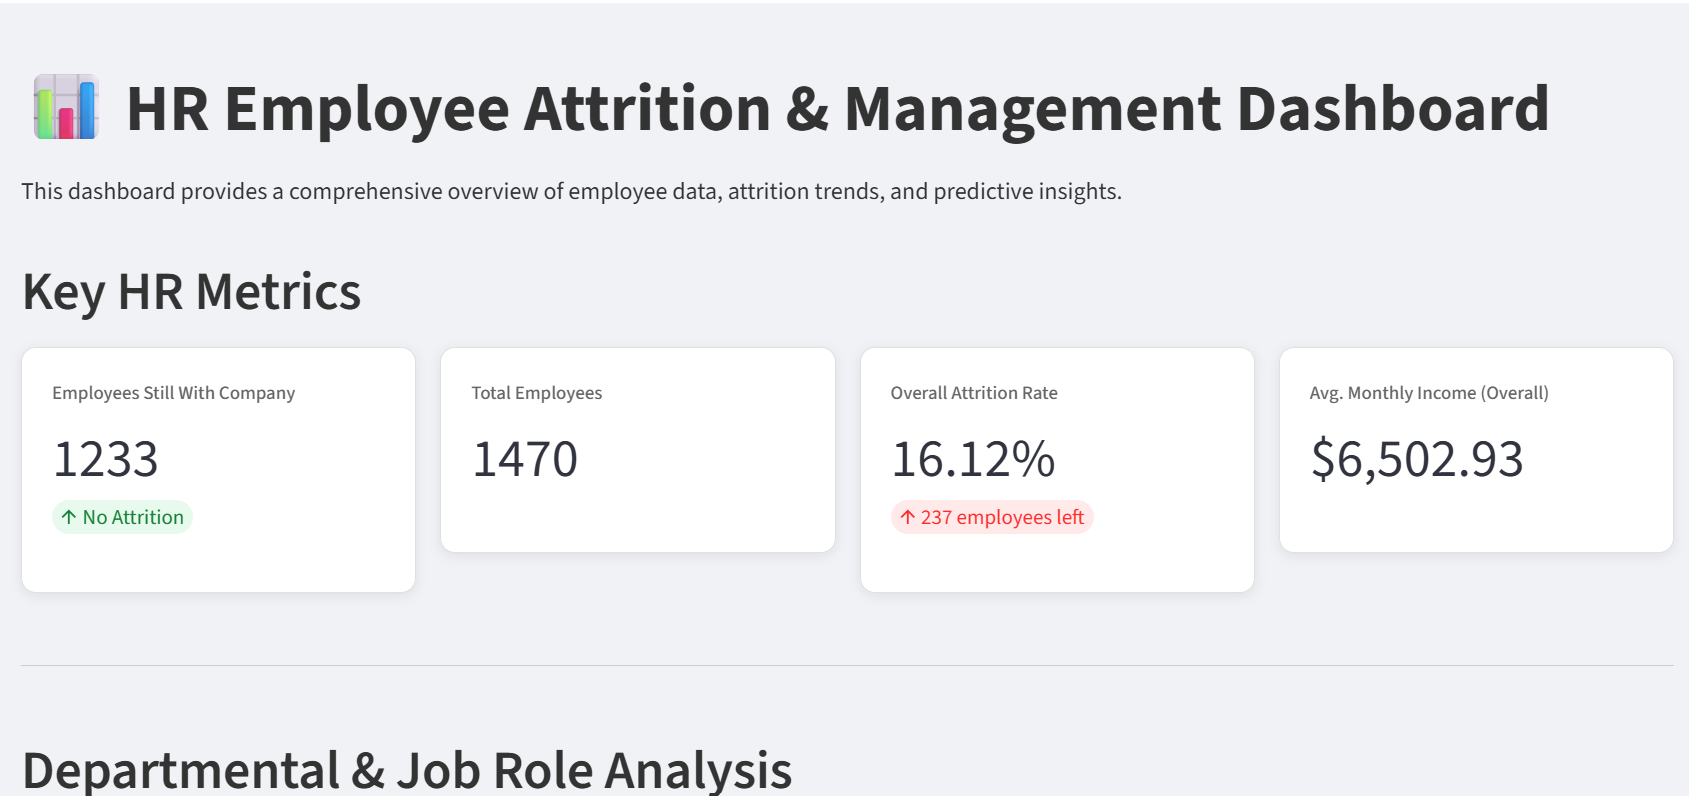 HR Employee Attrition & Management Dashboard
This dashboard provides a comprehensive overview of employee data, attrition trends, and predictive insights.
Key HR Metrics
Employees Still With Company
1233
↑ No Attrition
Total Employees
1470
Overall Attrition Rate
16.12%
↑ 237 employees left
Avg. Monthly Income (Overall)
$6,502.93
Departmental & Job Role Analysis